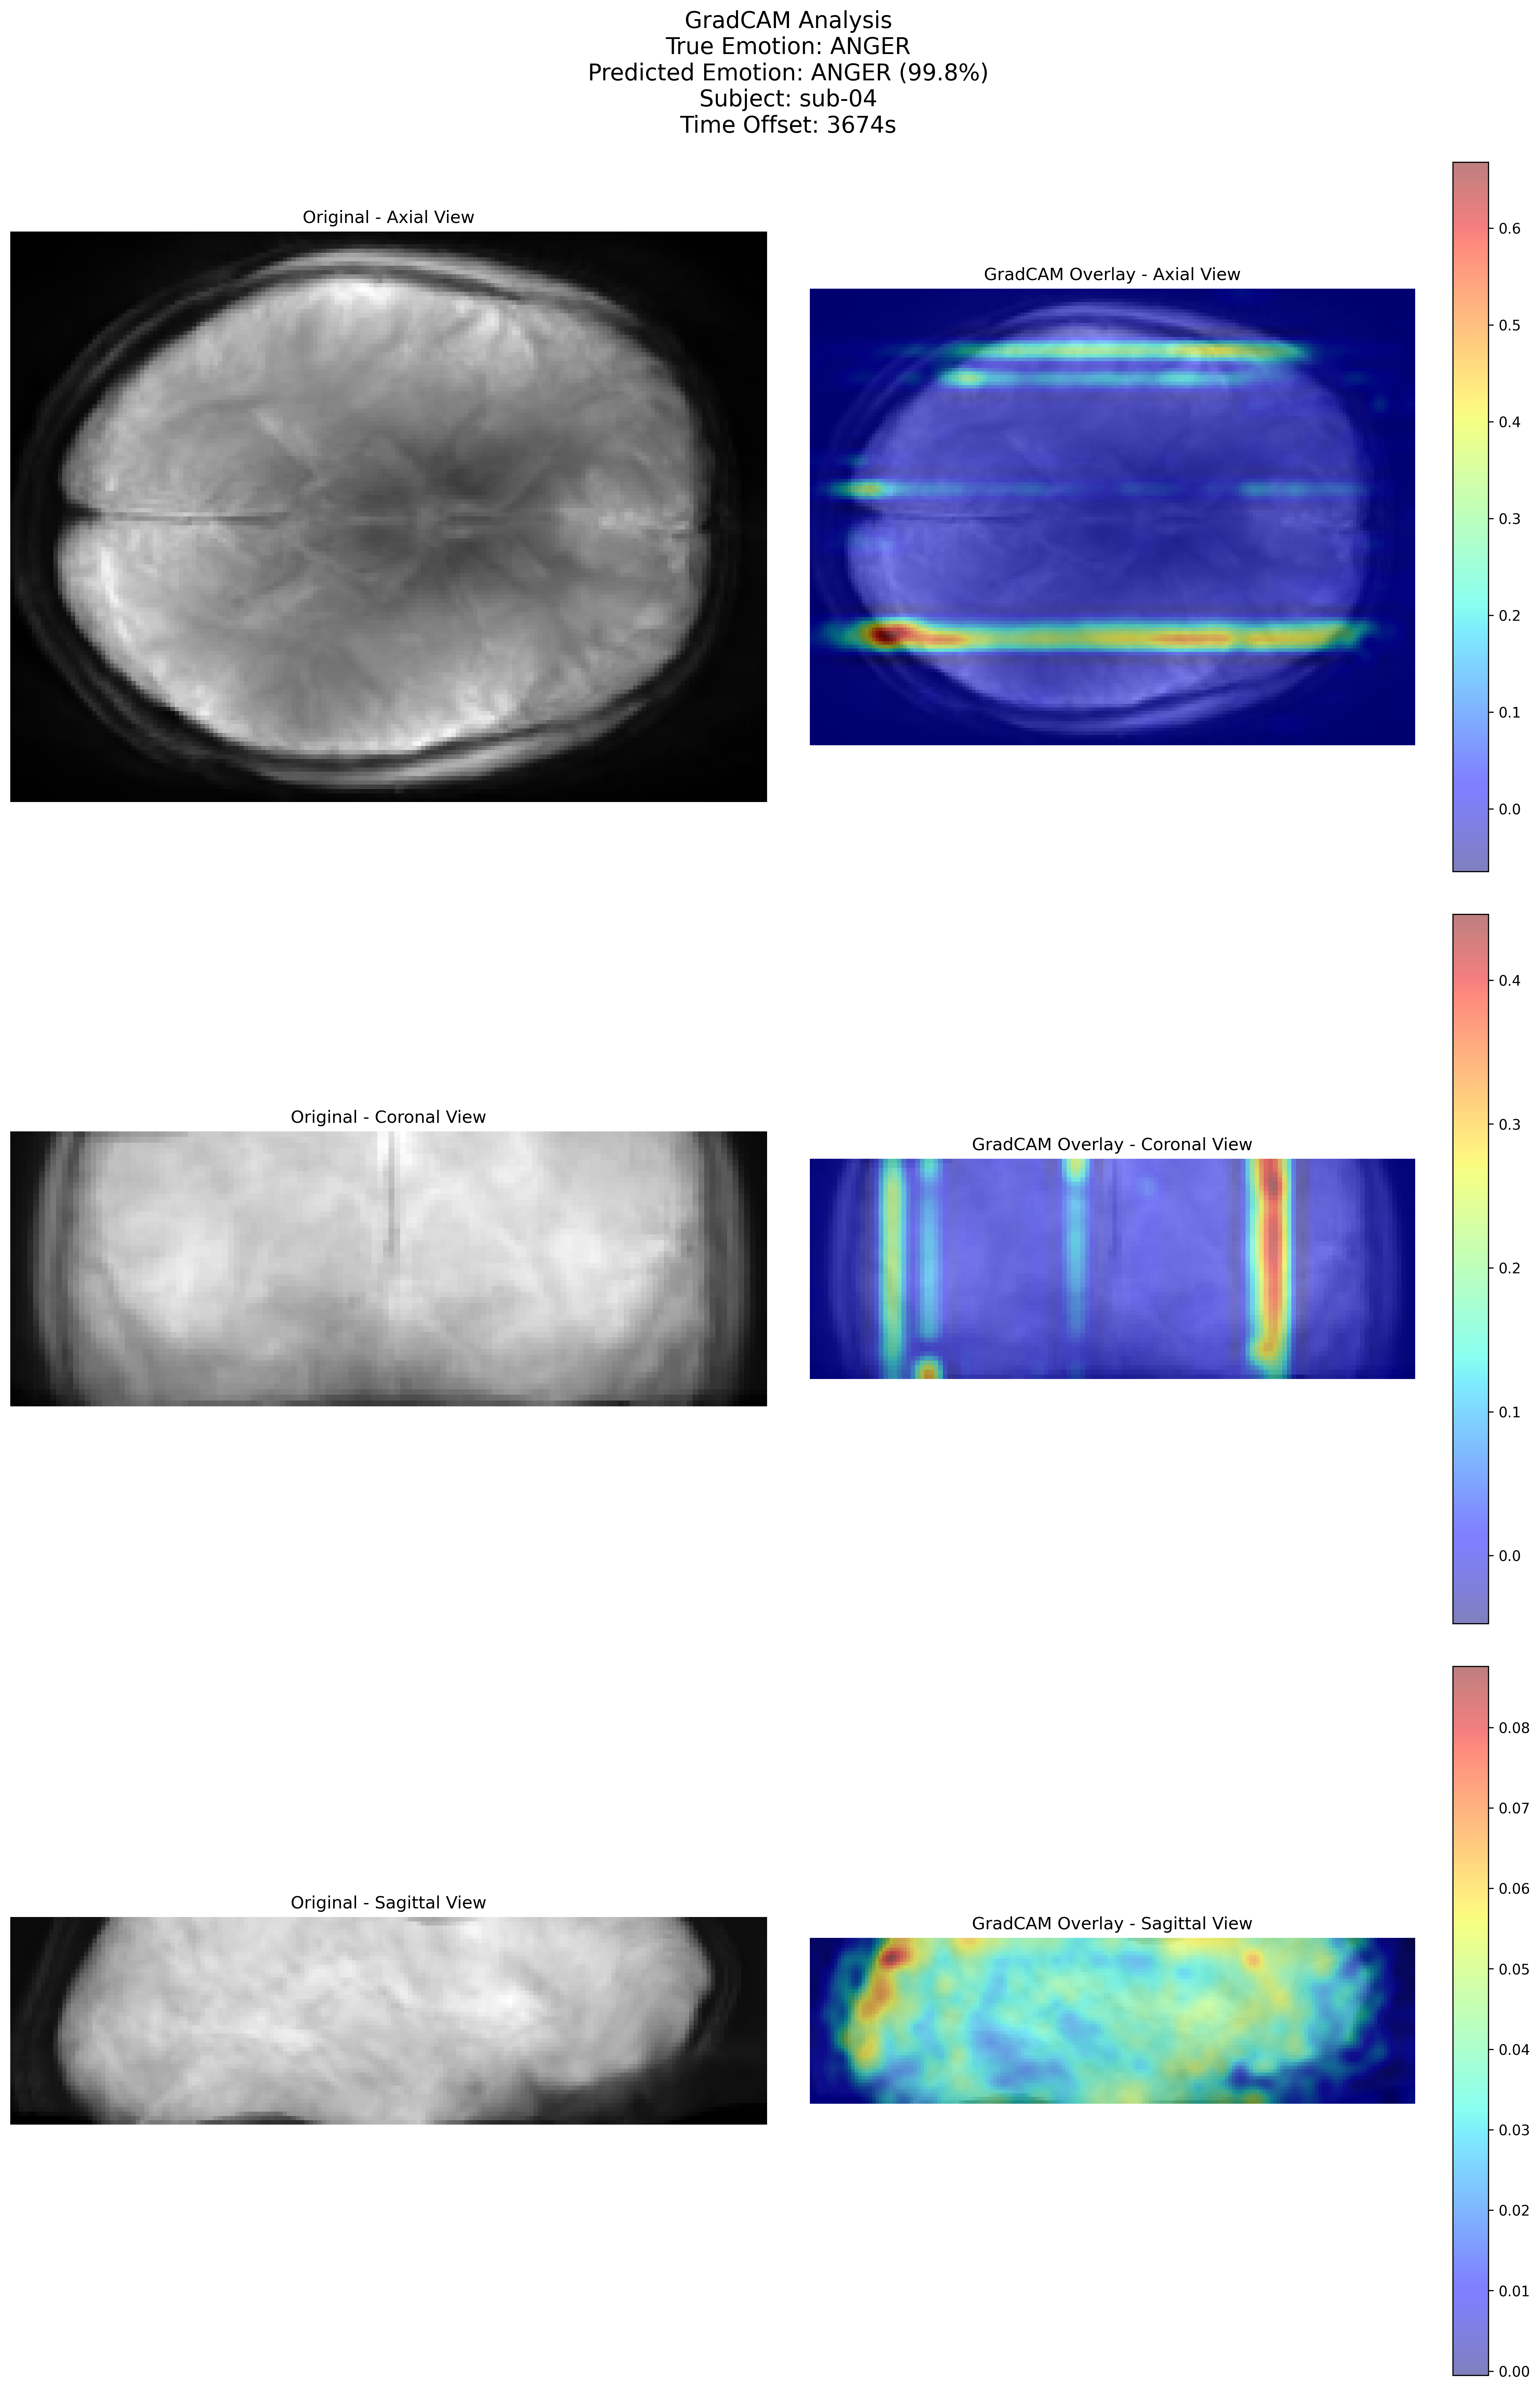 GradCAM Analysis
True Emotion: ANGER
Predicted Emotion: ANGER (99.8%)
Subject: sub-04
Time Offset: 3674s
Original - Axial View
GradCAM Overlay - Axial View
0.6
0.5
0.4
0.3
0.2
0.1
0.0
Original - Coronal View
GradCAM Overlay - Coronal View
0.4
0.3
0.2
0.1
0.0
Original - Sagittal View
GradCAM Overlay - Sagittal View
0.08
0.07
0.06
0.05
0.04
0.03
0.02
0.01
0.00